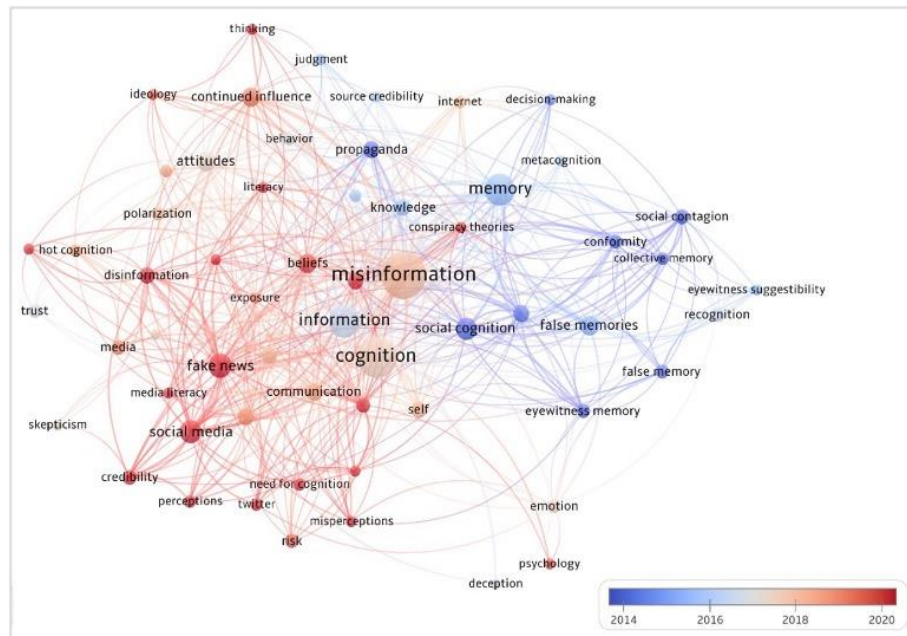 thinking
judgment
ideology
continued influence
source credibility
internet
decision-making
behavior
propaganda
attitudes
metacognition
literacy
memory
polarization
knowledge
social contagion
conspiracy theories
conformity
hot cognition
collective memory
beliefs
disinformation
misinformation
eyewitness suggestibility
exposure
trust
recognition
information
social cognition
false memories
media
cognition
fake news
false memory
media literacy
communication
self
eyewitness memory
skepticism
social media
credibility
need for cognition
perceptions
twitter
emotion
misperceptions
risk
psychology
deception
2014 2016 2018 2020